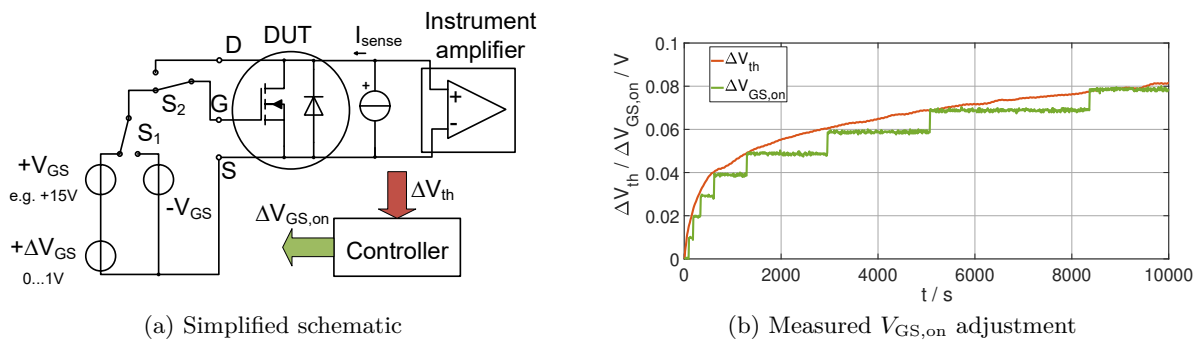 D
DUT
I_sense
Instrument
amplifier
+
+
-
S_2
G
S_1
S
+V_GS
e.g. +15V
-V_GS
+ΔV_GS
0...1V
ΔV_th
ΔV_GS,on
Controller
(a) Simplified schematic
ΔV_th / ΔV_GS,on / V
0.1
0.08
0.06
0.04
0.02
0
ΔV_th
ΔV_GS,on
0 2000 4000 6000 8000 10000
t / s
(b) Measured V_GS,on adjustment